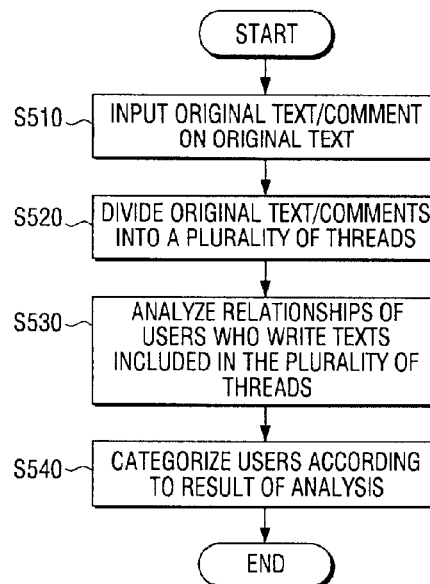 START
S510
INPUT ORIGINAL TEXT/COMMENT
ON ORIGINAL TEXT
S520
DIVIDE ORIGINAL TEXT/COMMENTS
INTO A PLURALITY OF THREADS
S530
ANALYZE RELATIONSHIPS OF
USERS WHO WRITE TEXTS
INCLUDED IN THE PLURALITY OF
THREADS
S540
CATEGORIZE USERS ACCORDING
TO RESULT OF ANALYSIS
END